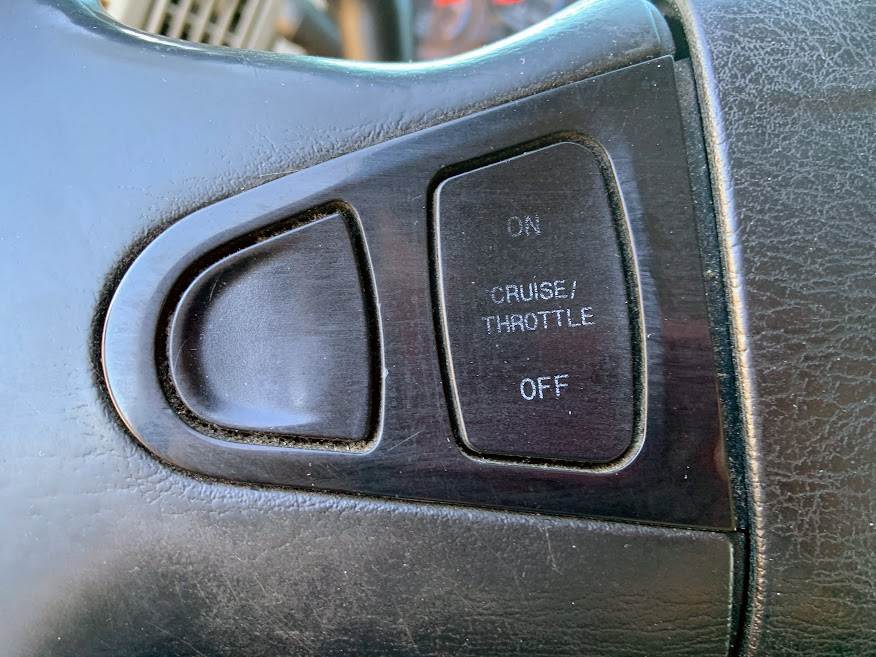 ON
CRUISE/
THROTTLE
OFF